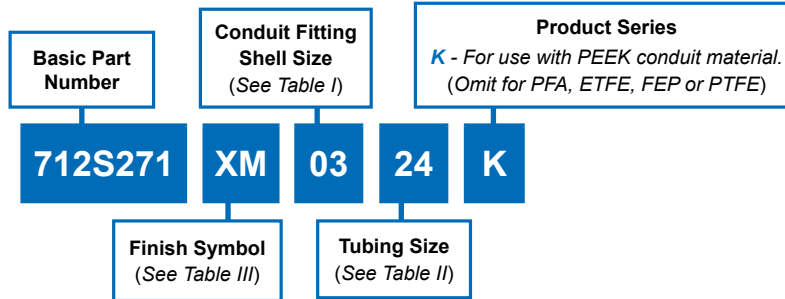 Basic Part
Number
Conduit Fitting
Shell Size
(See Table I)
Product Series
K - For use with PEEK conduit material.
(Omit for PFA, ETFE, FEP or PTFE)
712S271 XM 03 24 K
Finish Symbol
(See Table III)
Tubing Size
(See Table II)